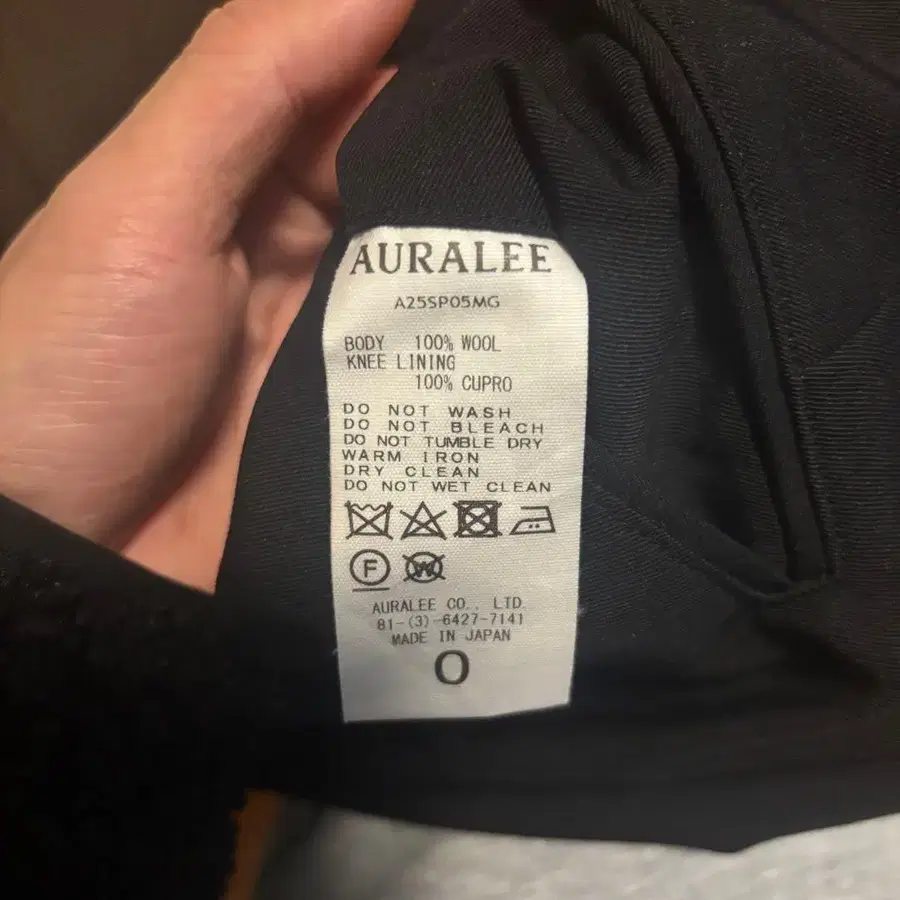 AURALEE
A25SP05MG
BODY 100% WOOL
KNEE LINING
100% CUPRO
DO NOT WASH
DO NOT BLEACH
DO NOT TUMBLE DRY
WARM IRON
DRY CLEAN
DO NOT WET CLEAN
F W
AURALEE CO., LTD.
81-(3)-6427-7141
MADE IN JAPAN
0